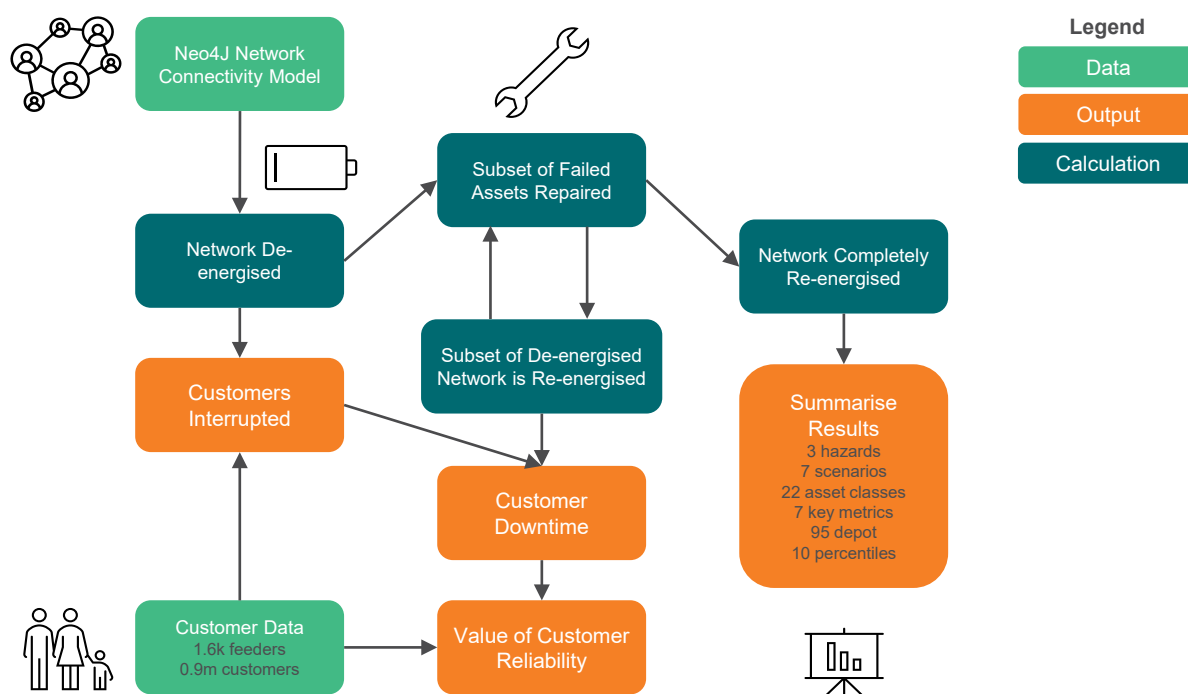 Neo4J Network
Connectivity Model
Legend
Data
Output
Calculation
Subset of Failed
Assets Repaired
Network De-
energised
Network Completely
Re-energised
Subset of De-energised
Network is Re-energised
Customers
Interrupted
Summarise
Results
3 hazards
7 scenarios
22 asset classes
7 key metrics
95 depot
10 percentiles
Customer
Downtime
Customer Data
1.6k feeders
0.9m customers
Value of Customer
Reliability